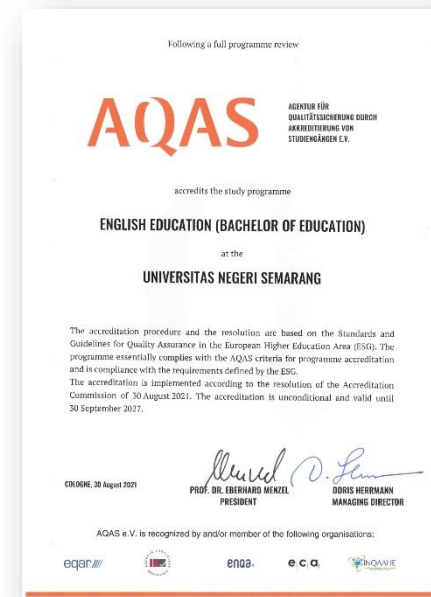 Following a full programme review
AQAS
AGENTUR FÜR
QUALITÄTSSICHERUNG DURCH
AKKREDITIERUNG VON
STUDIENGÄNGEN E.V.
accredits the study programme
ENGLISH EDUCATION (BACHELOR OF EDUCATION)
at the
UNIVERSITAS NEGERI SEMARANG
The accreditation procedure and the resolution are based on the Standards and
Guidelines for Quality Assurance in the European Higher Education Area (ESG). The
programme essentially complies with the AQAS criteria for programme accreditation
and is compliance with the requirements defined by the ESG.
The accreditation is implemented according to the resolution of the Accreditation
Commission of 30 August 2021. The accreditation is unconditional and valid until
30 September 2027.
COLOGNE, 30 August 2021
PROF. DR. EBERHARD MENZEL
PRESIDENT
DORIS HERRMANN
MANAGING DIRECTOR
AQAS e.V. is recognized by and/or member of the following organisations:
eqar
enqa.
e.c.a.
INQAAHE